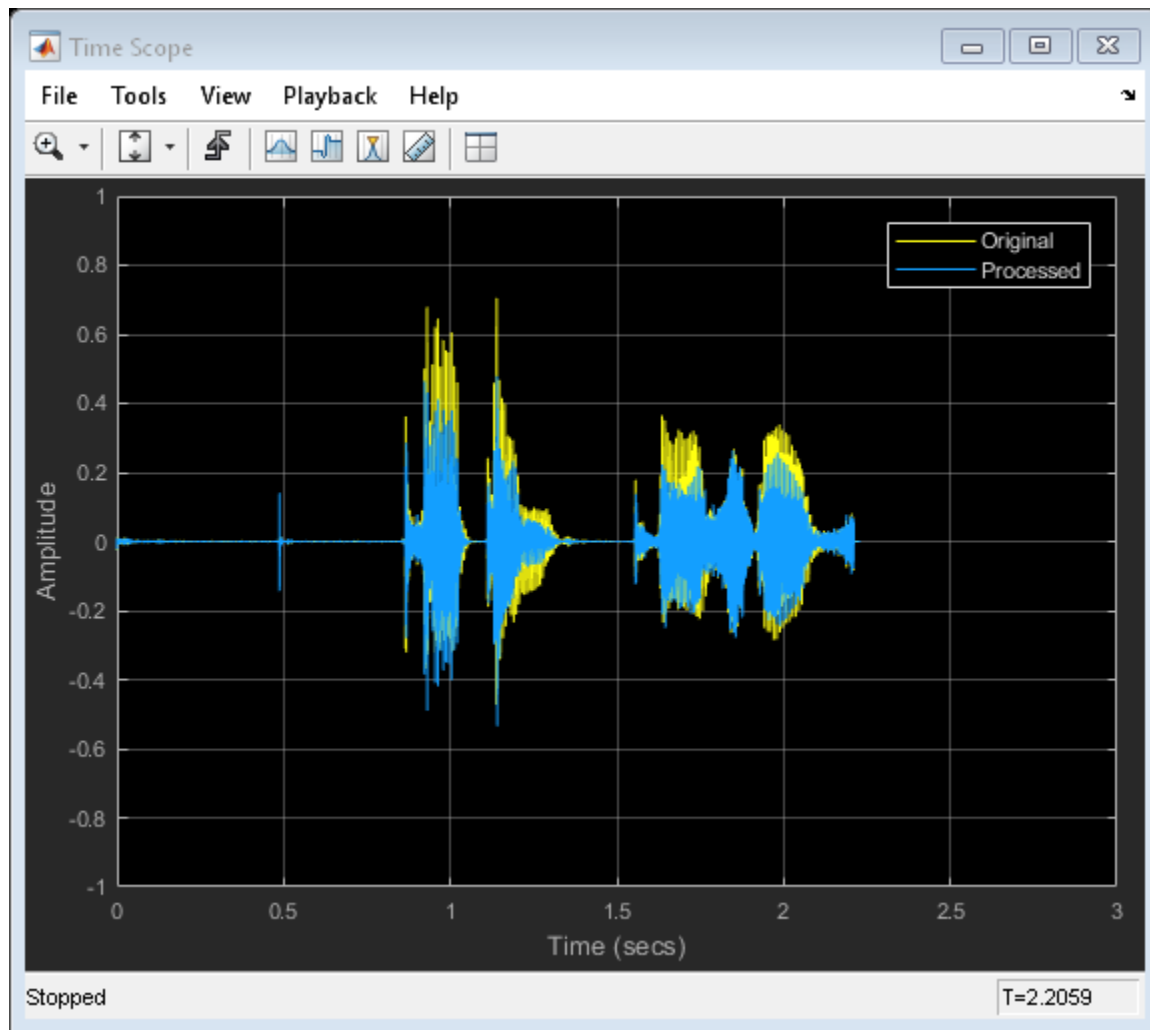 Time Scope
File Tools View Playback Help
1
0.8
0.6
0.4
0.2
0
-0.2
-0.4
-0.6
-0.8
-1
Amplitude
Original
Processed
0 0.5 1 1.5 2 2.5 3
Time (secs)
Stopped T=2.2059